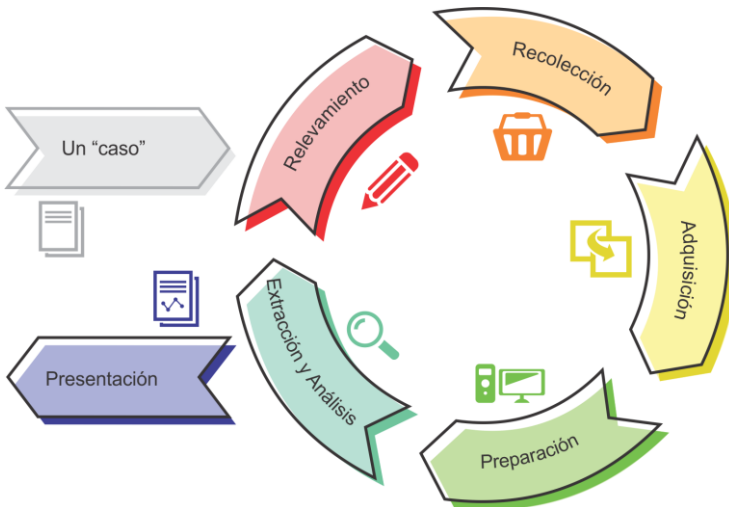 Un “caso”
Relevamiento
Recolección
Adquisición
Preparación
Extracción y Análisis
Presentación